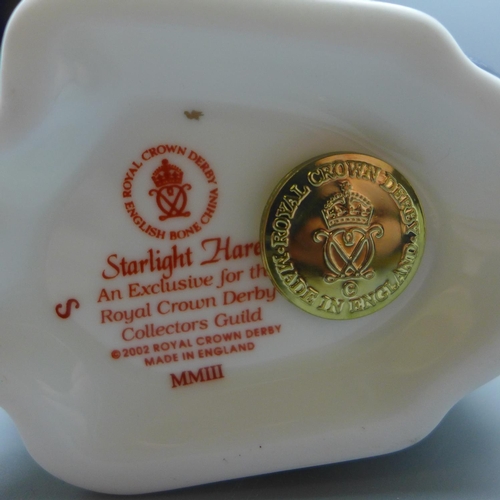 ROYAL CROWN DERBY
ENGLISH BONE CHINA
Starlight Hare
An Exclusive for the
Royal Crown Derby
Collectors Guild
©2002 ROYAL CROWN DERBY
MADE IN ENGLAND
MMIII
S
ROYAL CROWN DERBY
C
MADE IN ENGLAND